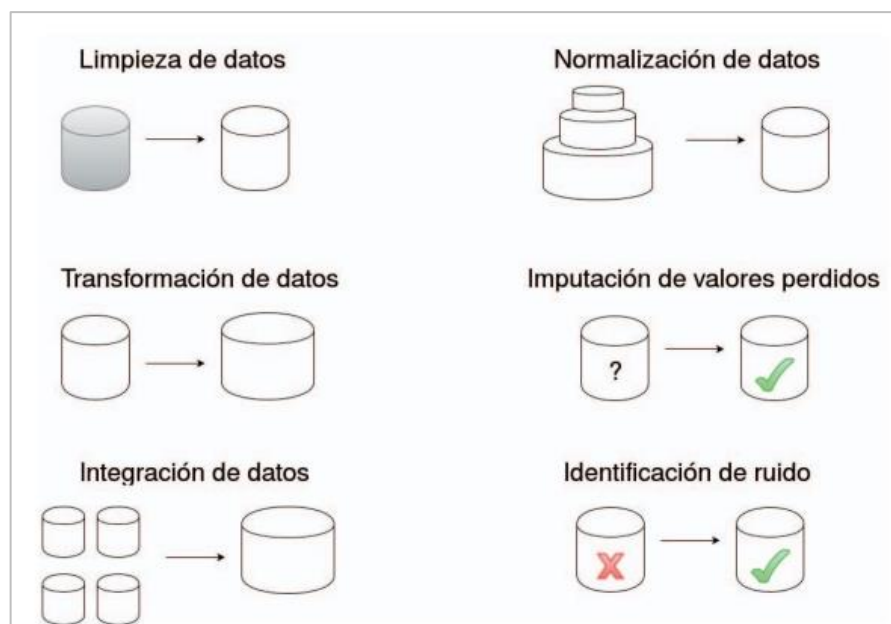 Limpieza de datos
Normalización de datos
Transformación de datos
Imputación de valores perdidos
?
Integración de datos
Identificación de ruido